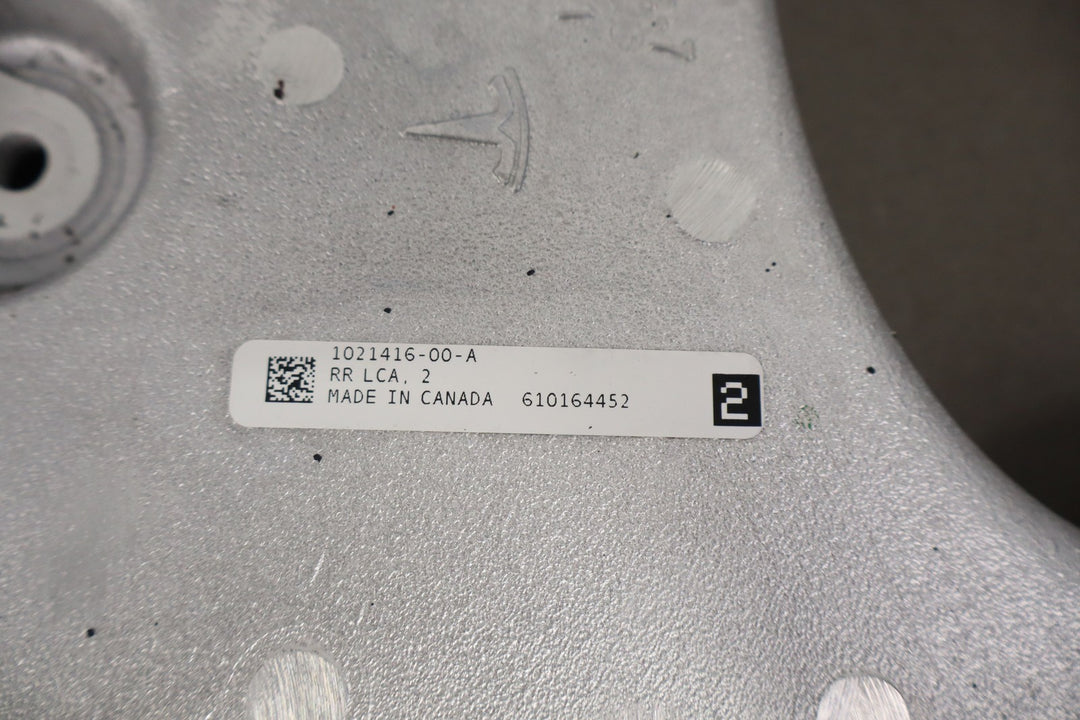 1021416-00-A
RR LCA, 2
MADE IN CANADA 610164452
2